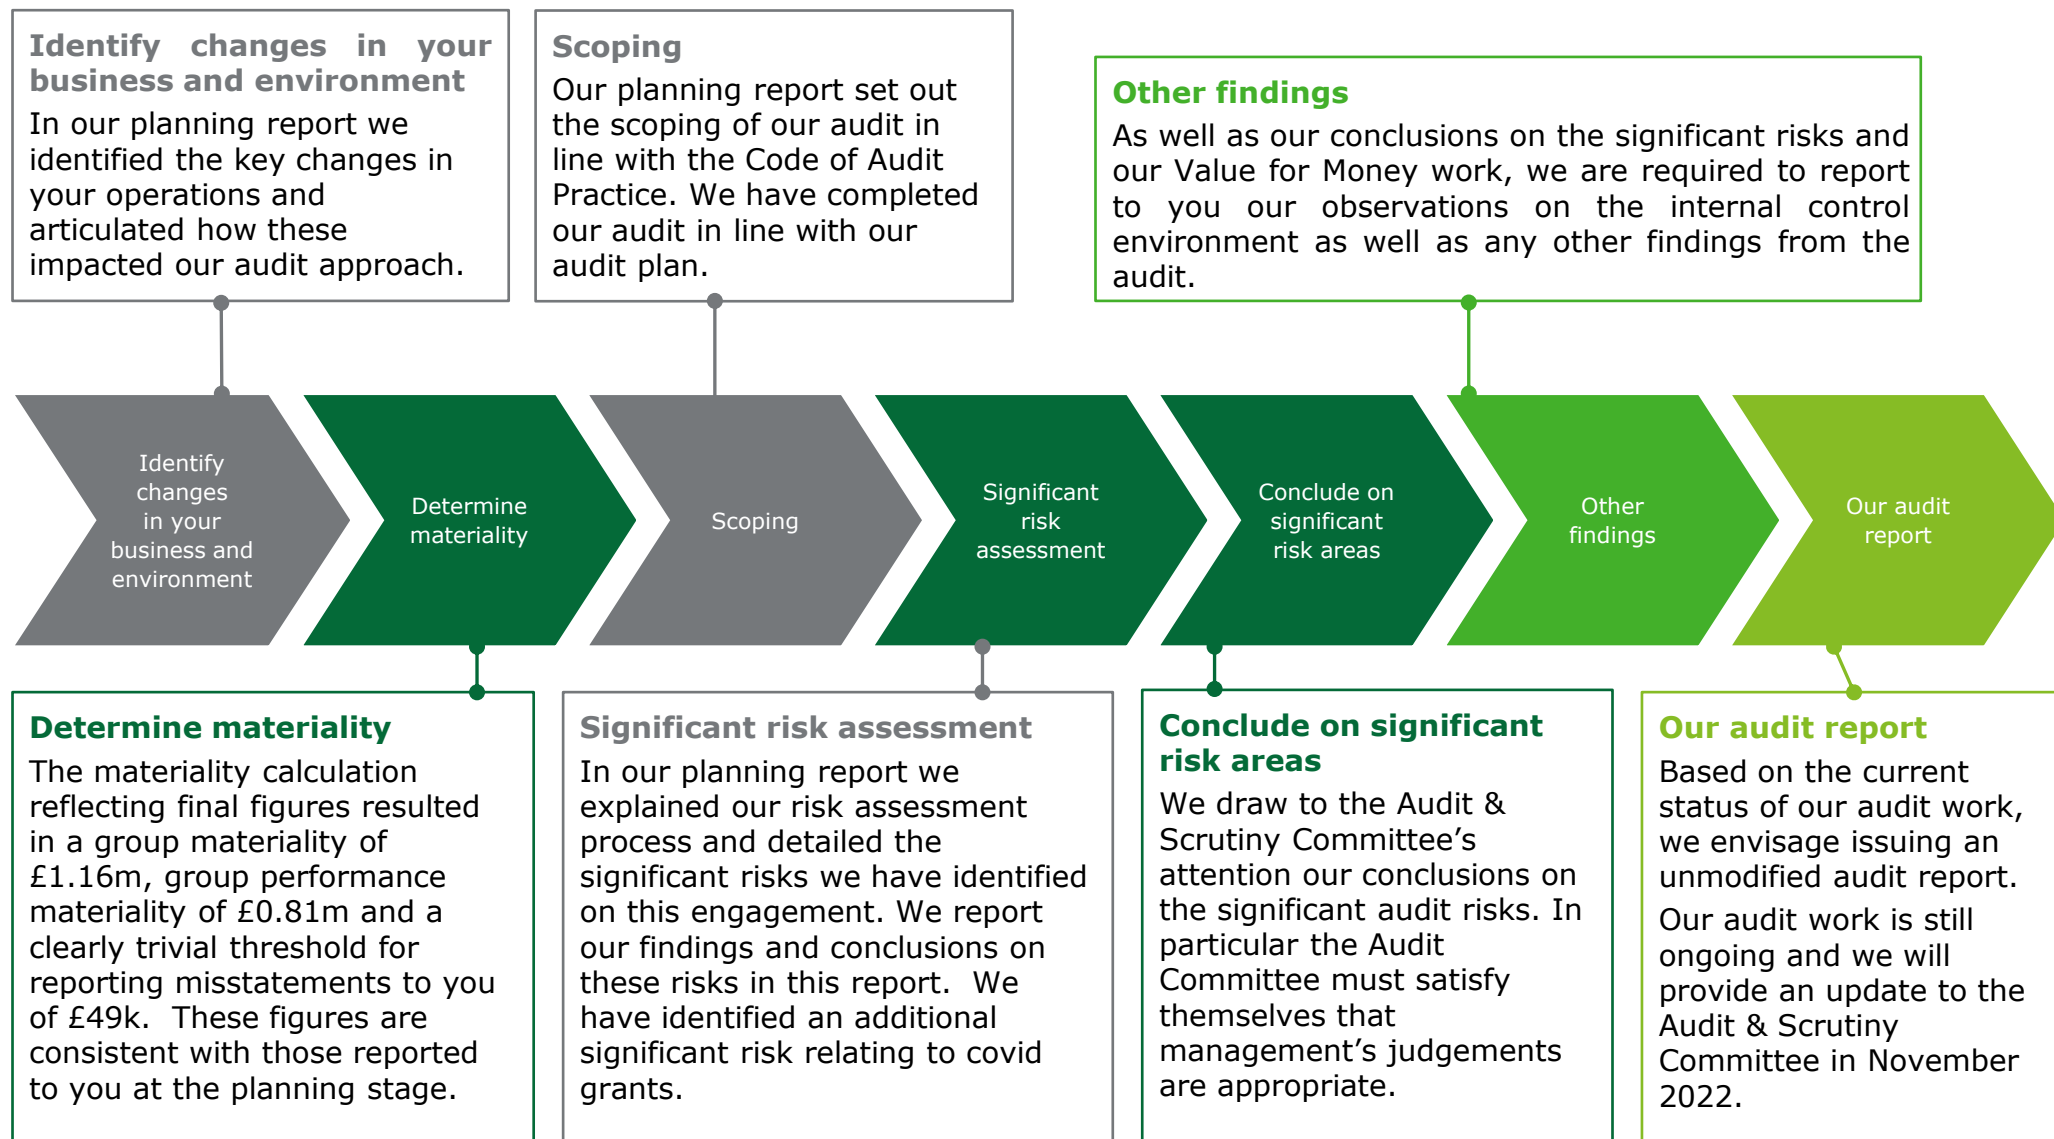 Identify changes in your
business and environment
In our planning report we
identified the key changes in
your operations and
articulated how these
impacted our audit approach.
Scoping
Our planning report set out
the scoping of our audit in
line with the Code of Audit
Practice. We have completed
our audit in line with our
audit plan.
Other findings
As well as our conclusions on the significant risks and
our Value for Money work, we are required to report
to you our observations on the internal control
environment as well as any other findings from the
audit.
Identify
changes
in your
business and
environment
Determine
materiality
Scoping
Significant
risk
assessment
Conclude on
significant
risk areas
Other
findings
Our audit
report
Determine materiality
The materiality calculation
reflecting final figures resulted
in a group materiality of
£1.16m, group performance
materiality of £0.81m and a
clearly trivial threshold for
reporting misstatements to you
of £49k.  These figures are
consistent with those reported
to you at the planning stage.
Significant risk assessment
In our planning report we
explained our risk assessment
process and detailed the
significant risks we have identified
on this engagement. We report
our findings and conclusions on
these risks in this report.  We
have identified an additional
significant risk relating to covid
grants.
Conclude on significant
risk areas
We draw to the Audit &
Scrutiny Committee’s
attention our conclusions on
the significant audit risks. In
particular the Audit
Committee must satisfy
themselves that
management’s judgements
are appropriate.
Our audit report
Based on the current
status of our audit work,
we envisage issuing an
unmodified audit report.
Our audit work is still
ongoing and we will
provide an update to the
Audit & Scrutiny
Committee in November
2022.